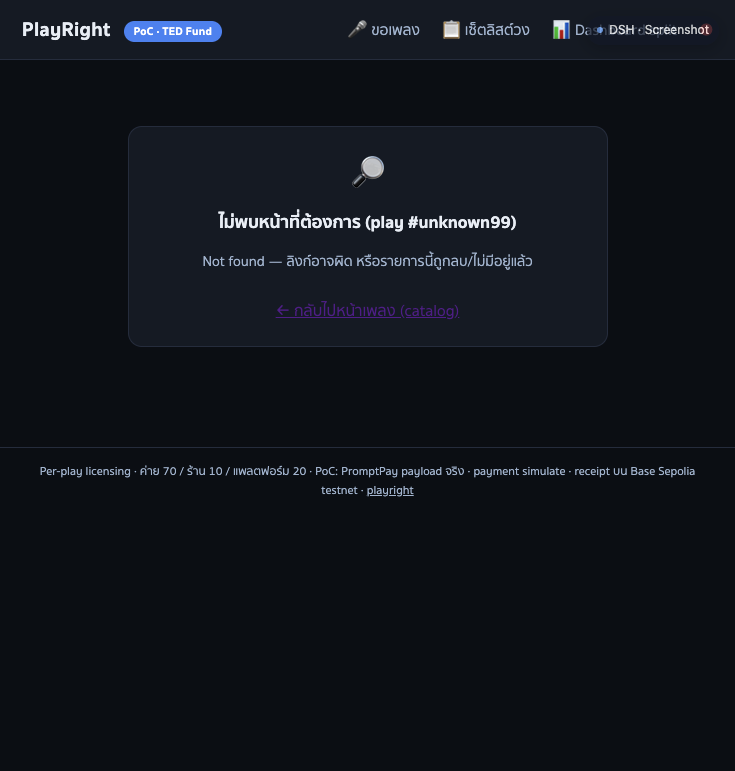 PlayRight PoC · TED Fund ขอเพลง เซ็ตลิสต์วง DSH · Screenshot
ไม่พบหน้าที่ต้องการ (play #unknown99)
Not found — ลิงก์อาจผิด หรือรายการนี้ถูกลบ/ไม่มีอยู่แล้ว
← กลับไปหน้าเพลง (catalog)
Per-play licensing · ค่าย 70 / ร้าน 10 / แพลตฟอร์ม 20 · PoC: PromptPay payload จริง · payment simulate · receipt บน Base Sepolia
testnet · playright